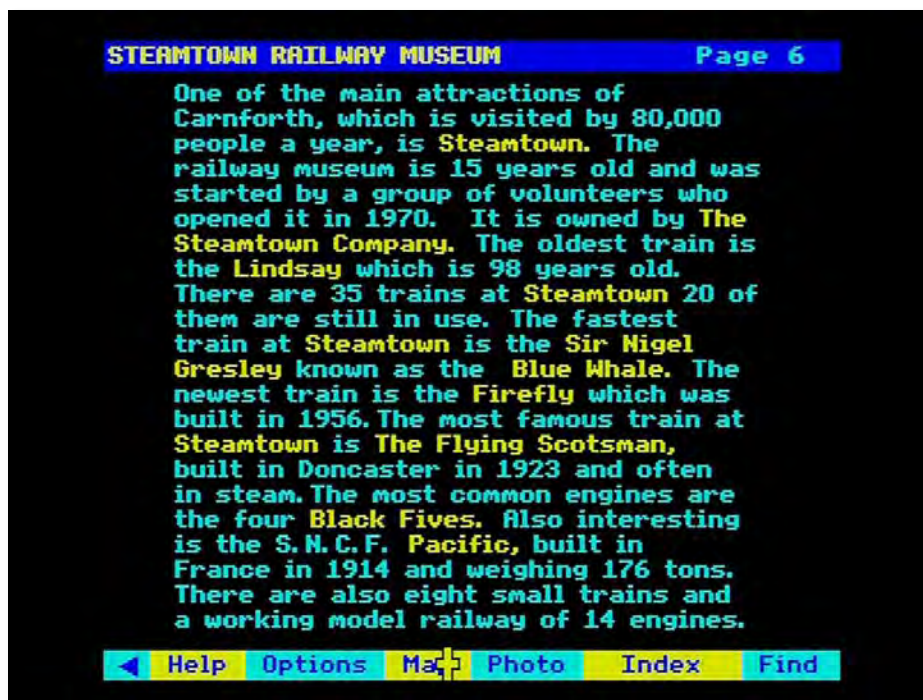 STEAMTOWN RAILWAY MUSEUM Page 6
One of the main attractions of
Carnforth, which is visited by 80,000
people a year, is Steamtown. The
railway museum is 15 years old and was
started by a group of volunteers who
opened it in 1970. It is owned by The
Steamtown Company. The oldest train is
the Lindsay which is 98 years old.
There are 35 trains at Steamtown 20 of
them are still in use. The fastest
train at Steamtown is the Sir Nigel
Gresley known as the Blue Whale. The
newest train is the Firefly which was
built in 1956. The most famous train at
Steamtown is The Flying Scotsman,
built in Doncaster in 1923 and often
in steam. The most common engines are
the four Black Fives. Also interesting
is the S.N.C.F. Pacific, built in
France in 1914 and weighing 176 tons.
There are also eight small trains and
a working model railway of 14 engines.
Help Options Photo Index Find